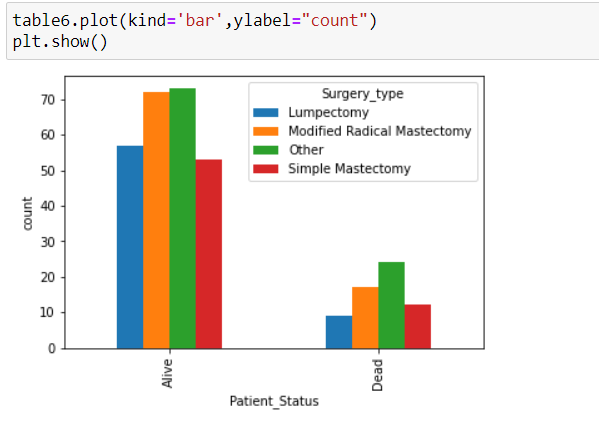 table6.plot(kind='bar',ylabel="count")
plt.show()
Surgery_type
Lumpectomy
Modified Radical Mastectomy
Other
Simple Mastectomy
70
60
50
40
30
20
10
0
count
Alive
Dead
Patient_Status